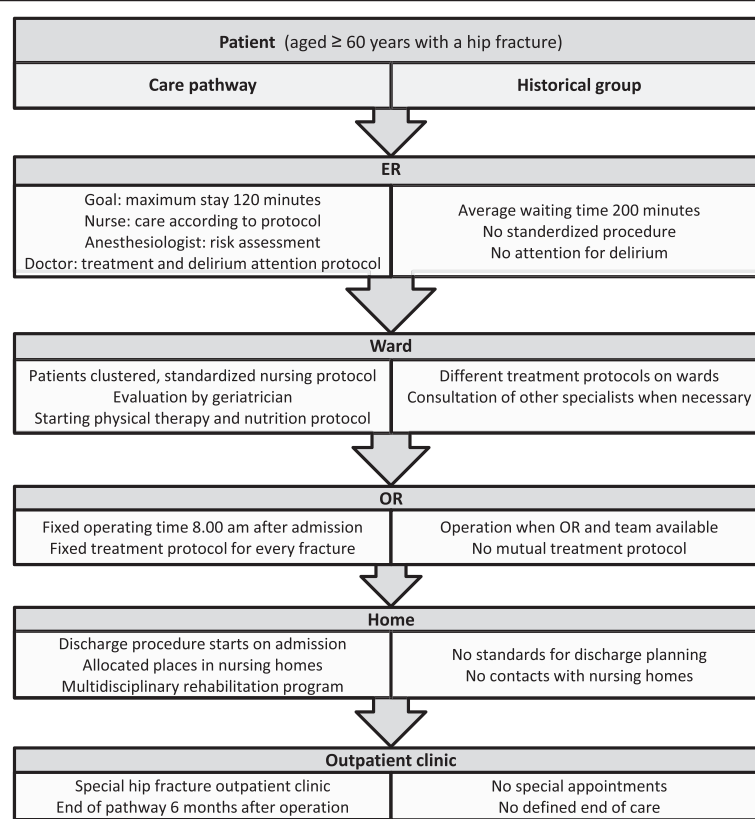 Patient (aged ≥ 60 years with a hip fracture)
Care pathway
Historical group
ER
Goal: maximum stay 120 minutes
Nurse: care according to protocol
Anesthesiologist: risk assessment
Doctor: treatment and delirium attention protocol
Average waiting time 200 minutes
No standerdized procedure
No attention for delirium
Ward
Patients clustered, standardized nursing protocol
Evaluation by geriatrician
Starting physical therapy and nutrition protocol
Different treatment protocols on wards
Consultation of other specialists when necessary
OR
Fixed operating time 8.00 am after admission
Fixed treatment protocol for every fracture
Operation when OR and team available
No mutual treatment protocol
Home
Discharge procedure starts on admission
Allocated places in nursing homes
Multidisciplinary rehabilitation program
No standards for discharge planning
No contacts with nursing homes
Outpatient clinic
Special hip fracture outpatient clinic
End of pathway 6 months after operation
No special appointments
No defined end of care